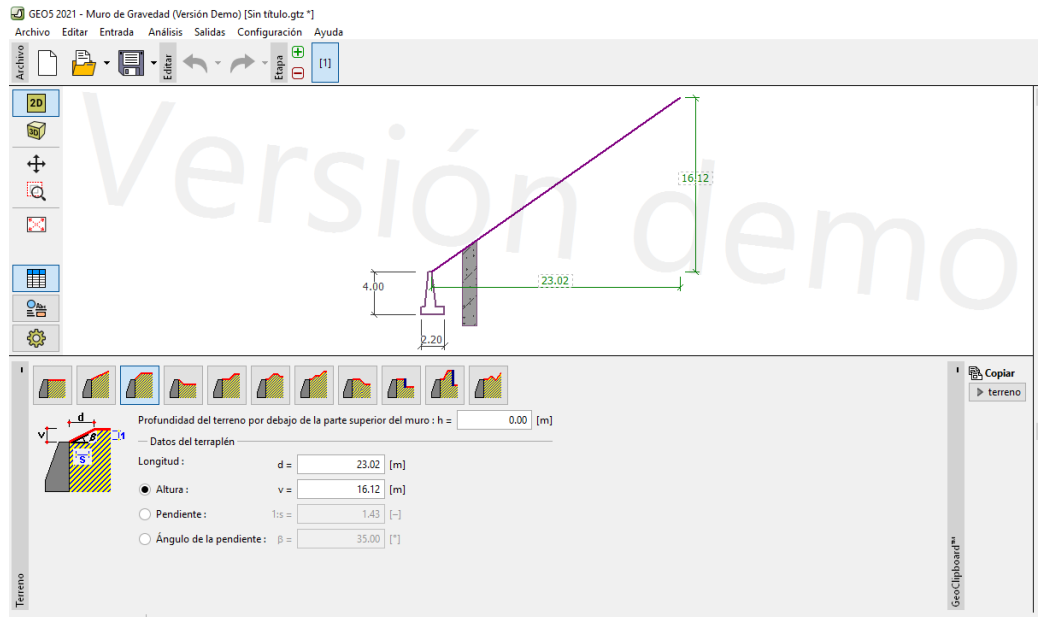 GEO5 2021 - Muro de Gravedad (Versión Demo) [Sin título.gtz *]
Archivo Editar Entrada Análisis Salidas Configuración Ayuda
Archivo
Editar
Etapa
[1]
2D
3D
Versión demo
16.12
23.02
4.00
2.20
Profundidad del terreno por debajo de la parte superior del muro : h = 0.00 [m]
Datos del terraplén
Longitud : d = 23.02 [m]
Altura : v = 16.12 [m]
Pendiente : 1:s = 1.43 [−]
Ángulo de la pendiente : β = 35.00 [°]
d
v
β
1
s
Terreno
Copiar
terreno
GeoClipboard™